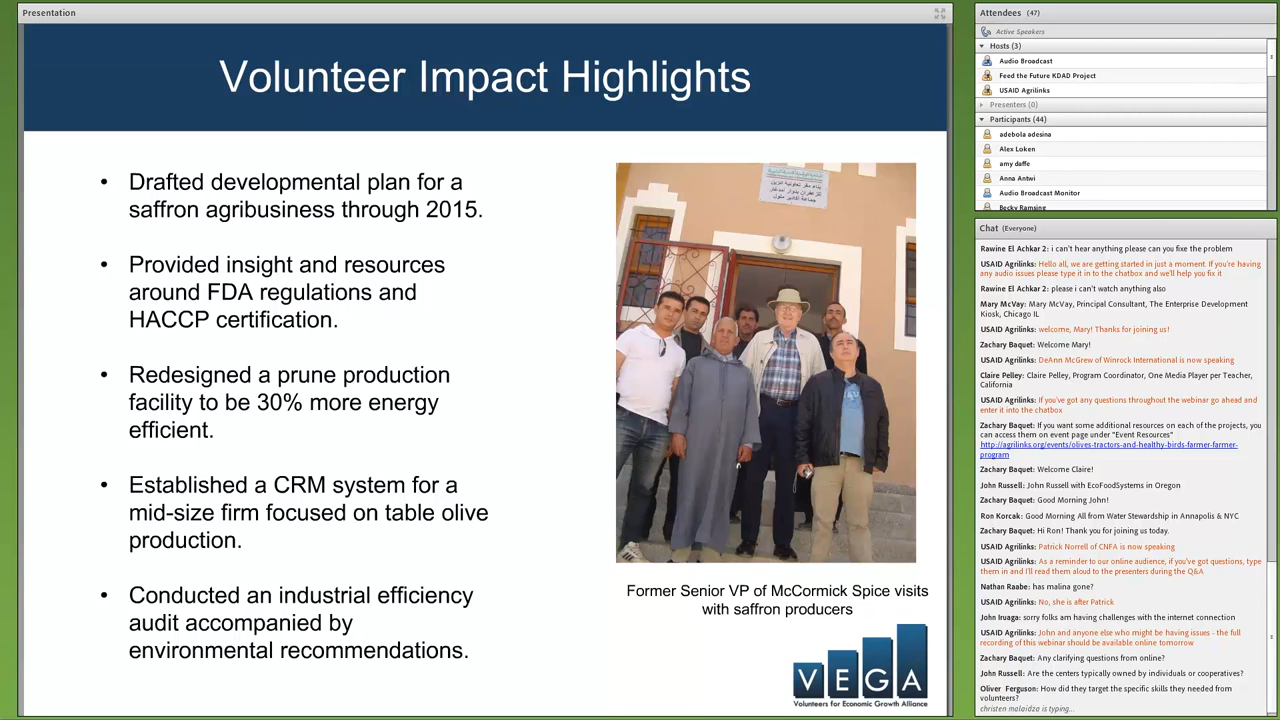 Presentation
Volunteer Impact Highlights
• Drafted developmental plan for a
saffron agribusiness through 2015.
• Provided insight and resources
around FDA regulations and
HACCP certification.
• Redesigned a prune production
facility to be 30% more energy
efficient.
• Established a CRM system for a
mid-size firm focused on table olive
production.
• Conducted an industrial efficiency
audit accompanied by
environmental recommendations.
Former Senior VP of McCormick Spice visits
with saffron producers
VEGA
Volunteers for Economic Growth Alliance
Attendees (47)
Active Speakers
Hosts (3)
Audio Broadcast
Feed the Future KDAD Project
USAID Agrilinks
Presenters (0)
Participants (44)
adebola adesina
Alex Loken
amy daffe
Anna Antwi
Audio Broadcast Monitor
Becky Ramsing
Chat (Everyone)
Rawine El Achkar 2: i can't hear anything please can you fixe the problem
USAID Agrilinks: Hello all, we are getting started in just a moment. If you're having
any audio issues please type it in to the chatbox and we'll help you fix it
Rawine El Achkar 2: please i can't watch anything also
Mary McVay: Mary McVay, Principal Consultant, The Enterprise Development
Kiosk, Chicago IL
USAID Agrilinks: welcome, Mary! Thanks for joining us!
Zachary Baquet: Welcome Mary!
USAID Agrilinks: DeAnn McGrew of Winrock International is now speaking
Claire Pelley: Claire Pelley, Program Coordinator, One Media Player per Teacher,
California
USAID Agrilinks: If you've got any questions throughout the webinar go ahead and
enter it into the chatbox
Zachary Baquet: If you want some additional resources on each of the projects, you
can access them on event page under "Event Resources"
http://agrilinks.org/events/olives-tractors-and-healthy-birds-farmer-farmer-
program
Zachary Baquet: Welcome Claire!
John Russell: John Russell with EcoFoodSystems in Oregon
Zachary Baquet: Good Morning John!
Ron Korcak: Good Morning All from Water Stewardship in Annapolis & NYC
Zachary Baquet: Hi Ron! Thank you for joining us today.
USAID Agrilinks: Patrick Norrell of CNFA is now speaking
USAID Agrilinks: As a reminder to our online audience, if you've got questions, type
them in and I'll read them aloud to the presenters during the Q&A
Nathan Raabe: has malina gone?
USAID Agrilinks: No, she is after Patrick
John Iruaga: sorry folks am having challenges with the internet connection
USAID Agrilinks: John and anyone else who might be having issues - the full
recording of this webinar should be available online tomorrow
Zachary Baquet: Any clarifying questions from online?
John Russell: Are the centers typically owned by individuals or cooperatives?
Oliver Ferguson: How did they target the specific skills they needed from
volunteers?
christen malaidza is typing...